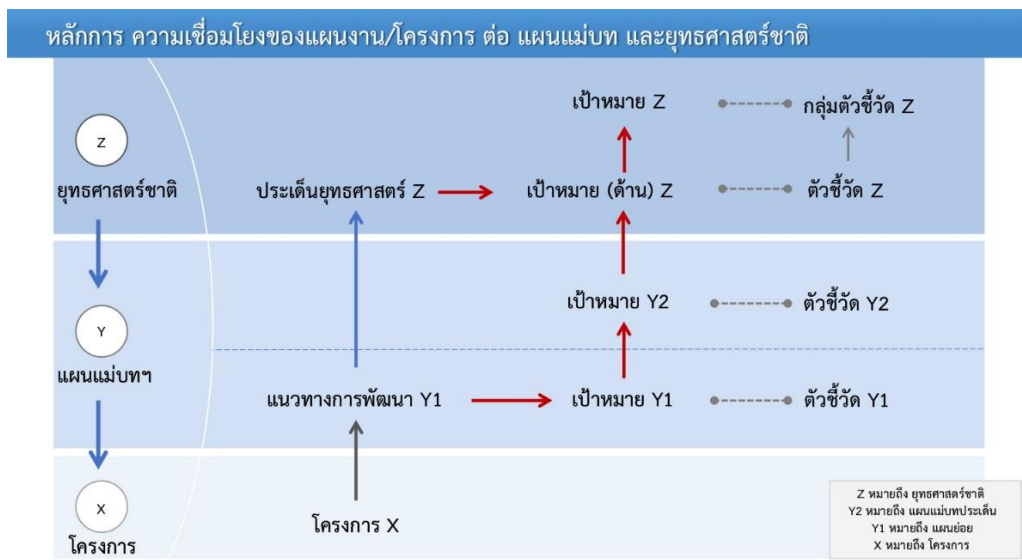 หลักการ ความเชื่อมโยงของแผนงาน/โครงการ ต่อ แผนแม่บท และยุทธศาสตร์ชาติ
เป้าหมาย Z
กลุ่มตัวชี้วัด Z
Z
ยุทธศาสตร์ชาติ
ประเด็นยุทธศาสตร์ Z
เป้าหมาย (ด้าน) Z
ตัวชี้วัด Z
เป้าหมาย Y2
ตัวชี้วัด Y2
Y
แผนแม่บทฯ
แนวทางการพัฒนา Y1
เป้าหมาย Y1
ตัวชี้วัด Y1
X
โครงการ
โครงการ X
Z หมายถึง ยุทธศาสตร์ชาติ
Y2 หมายถึง แผนแม่บทประเด็น
Y1 หมายถึง แผนย่อย
X หมายถึง โครงการ